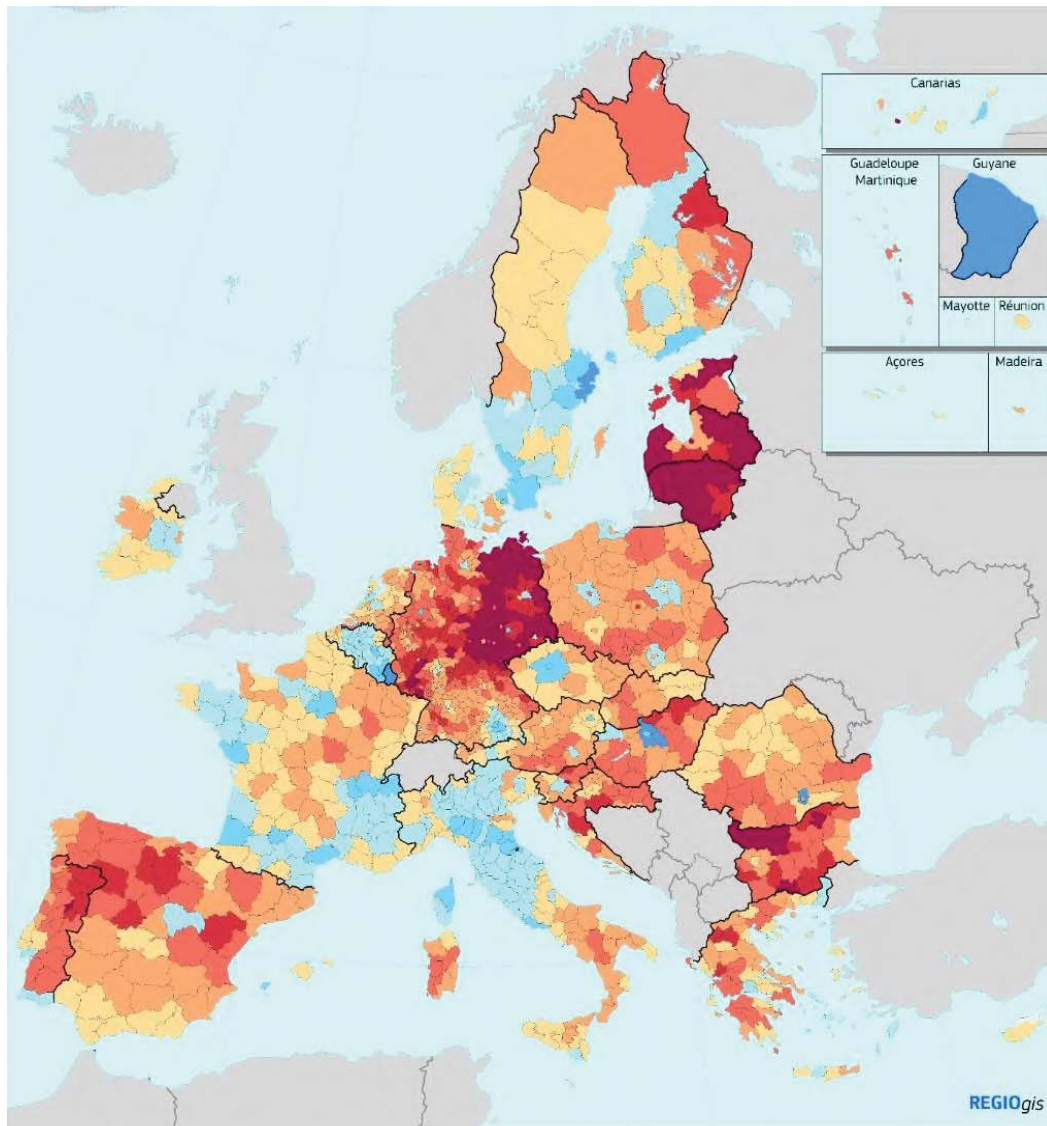 Canarias
Guadeloupe
Martinique
Guyane
Mayotte
Réunion
Açores
Madeira
REGIOgis